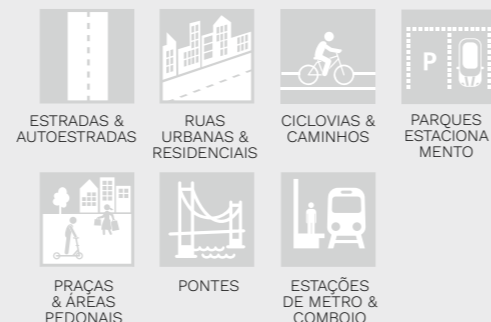 P
ESTRADAS &
AUTOESTRADAS
RUAS
URBANAS &
RESIDENCIAIS
CICLOVIAS &
CAMINHOS
PARQUES
ESTACIONA
MENTO
PRAÇAS
& ÁREAS
PEDONAIS
PONTES
ESTAÇÕES
DE METRO &
COMBOIO